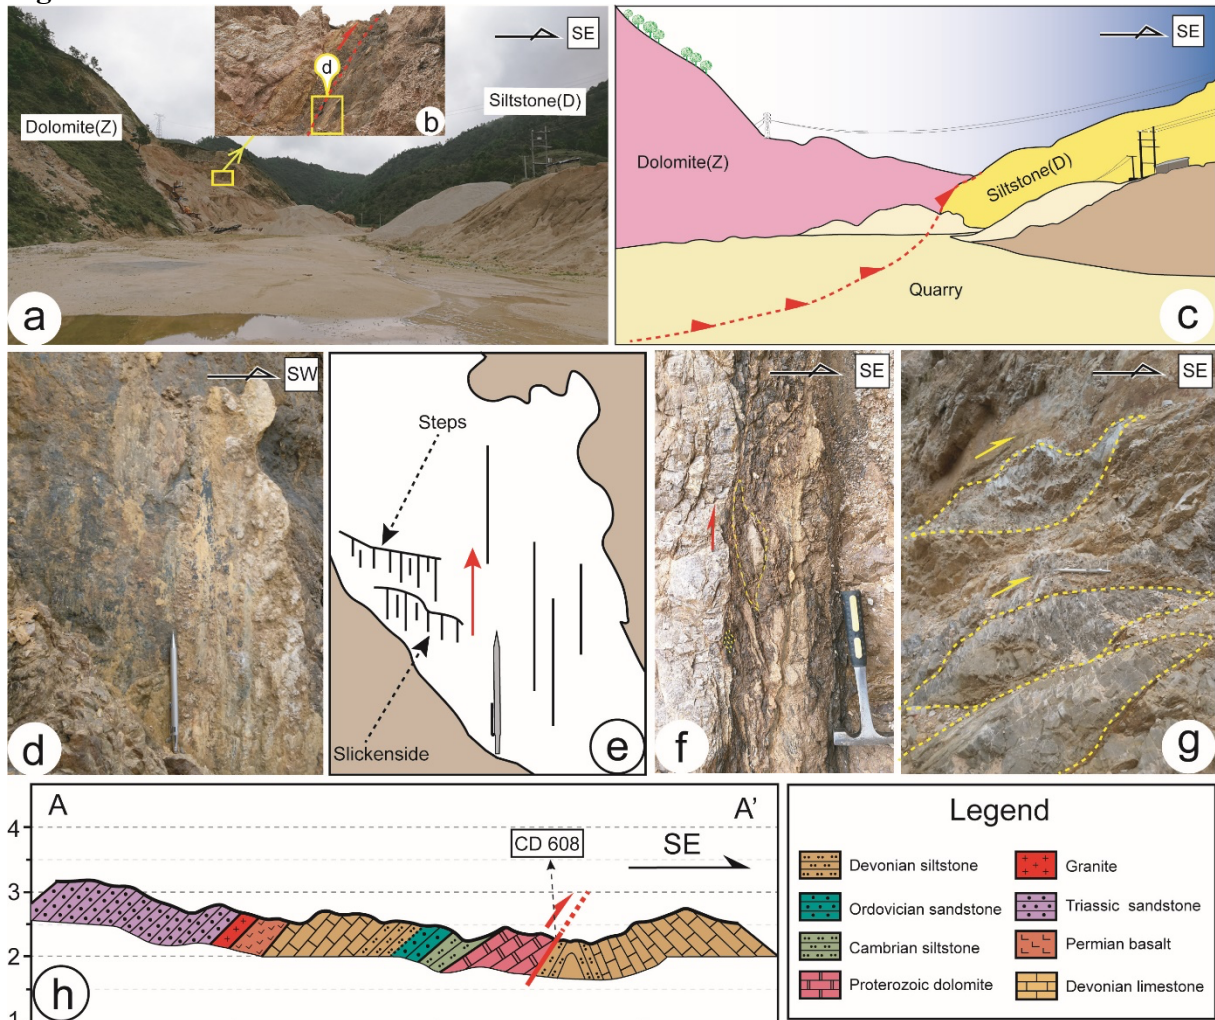 SE
Dolomite(Z)
Siltstone(D)
d
b
a
SE
Dolomite(Z)
Siltstone(D)
Quarry
c
SW
d
Steps
Slickenside
e
SE
f
SE
g
A
A'
4
3
2
1
CD 608
SE
h
Legend
Devonian siltstone
Granite
Ordovician sandstone
Triassic sandstone
Cambrian siltstone
Permian basalt
Proterozoic dolomite
Devonian limestone